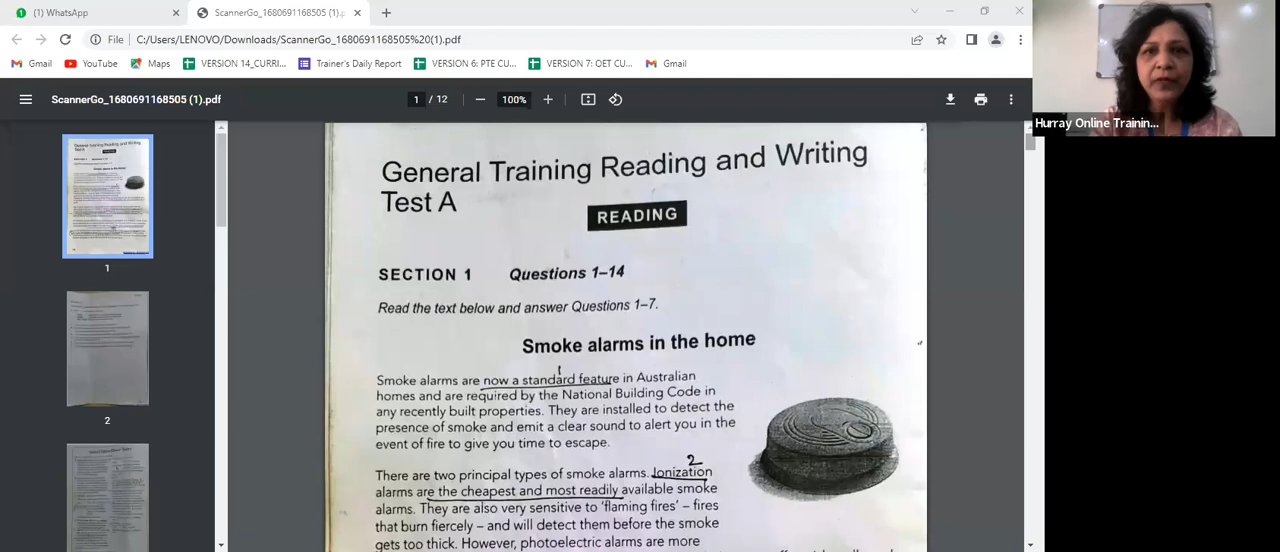 (1) WhatsApp
ScannerGo_1680691168505 (1).p
File
C:/Users/LENOVO/Downloads/ScannerGo_1680691168505%20(1).pdf
Gmail
YouTube
Maps
VERSION 14_CURRI...
Trainer's Daily Report
VERSION 6: PTE CU...
VERSION 7: OET CU...
Gmail
ScannerGo_1680691168505 (1).pdf
1 / 12
100%
Hurray Online Trainin...
1
2
General Training Reading and Writing
Test A
READING
SECTION 1 Questions 1–14
Read the text below and answer Questions 1–7.
Smoke alarms in the home
1
Smoke alarms are now a standard feature in Australian
homes and are required by the National Building Code in
any recently built properties. They are installed to detect the
presence of smoke and emit a clear sound to alert you in the
event of fire to give you time to escape.
2
There are two principal types of smoke alarms. Ionization
alarms are the cheapest and most readily available smoke
alarms. They are also very sensitive to 'flaming fires' – fires
that burn fiercely – and will detect them before the smoke
gets too thick. However, photoelectric alarms are more